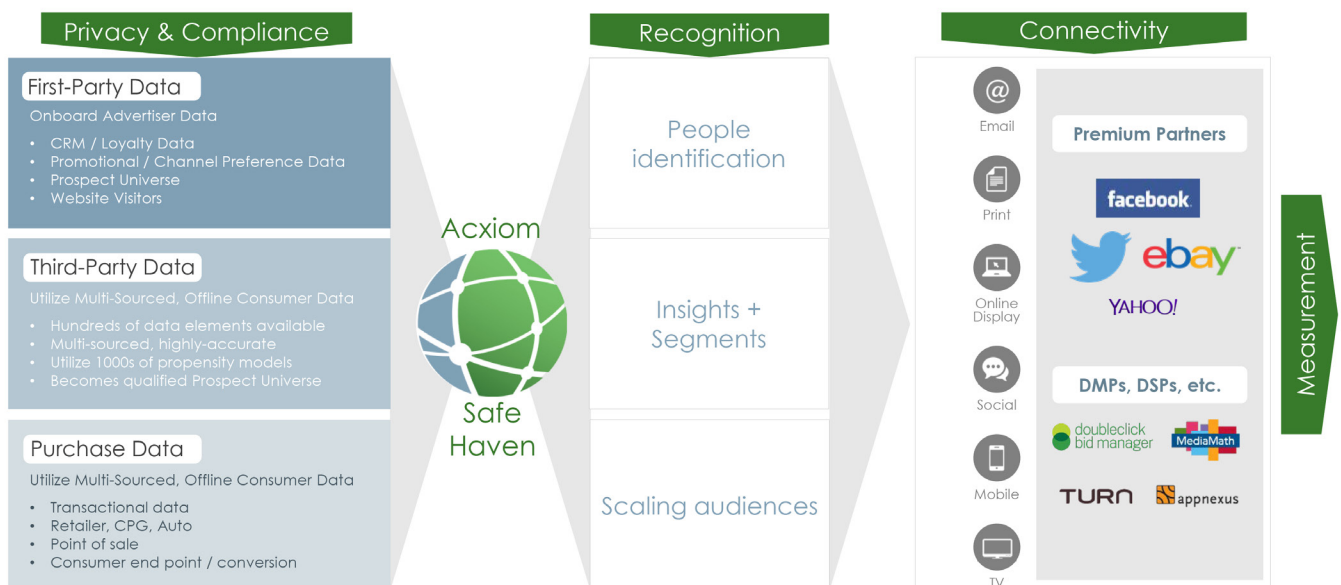 Privacy & Compliance
First-Party Data
Onboard Advertiser Data
• CRM / Loyalty Data
• Promotional / Channel Preference Data
• Prospect Universe
• Website Visitors
Third-Party Data
Utilize Multi-Sourced, Offline Consumer Data
• Hundreds of data elements available
• Multi-sourced, highly-accurate
• Utilize 1000s of propensity models
• Becomes qualified Prospect Universe
Purchase Data
Utilize Multi-Sourced, Offline Consumer Data
• Transactional data
• Retailer, CPG, Auto
• Point of sale
• Consumer end point / conversion
Acxiom
Safe
Haven
Recognition
People
identification
Insights +
Segments
Scaling audiences
Connectivity
@
Email
Print
Online
Display
Social
Mobile
TV
Premium Partners
facebook.
ebay™
YAHOO!
DMPs, DSPs, etc.
doubleclick
bid manager
MediaMath
TURN
appnexus
Measurement